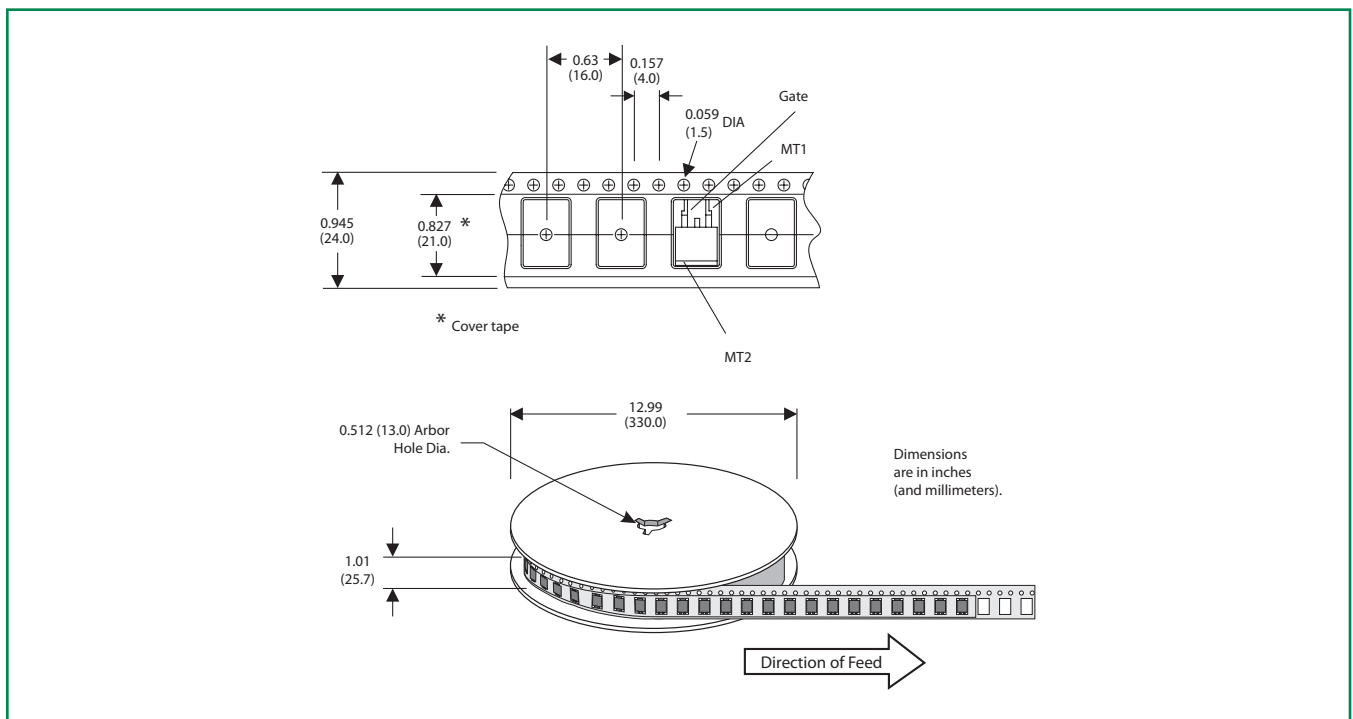 0.63
(16.0)
0.157
(4.0)
0.059 DIA
(1.5)
Gate
MT1
0.945
(24.0)
0.827 *
(21.0)
* Cover tape
MT2
12.99
(330.0)
0.512 (13.0) Arbor
Hole Dia.
Dimensions
are in inches
(and millimeters).
1.01
(25.7)
Direction of Feed